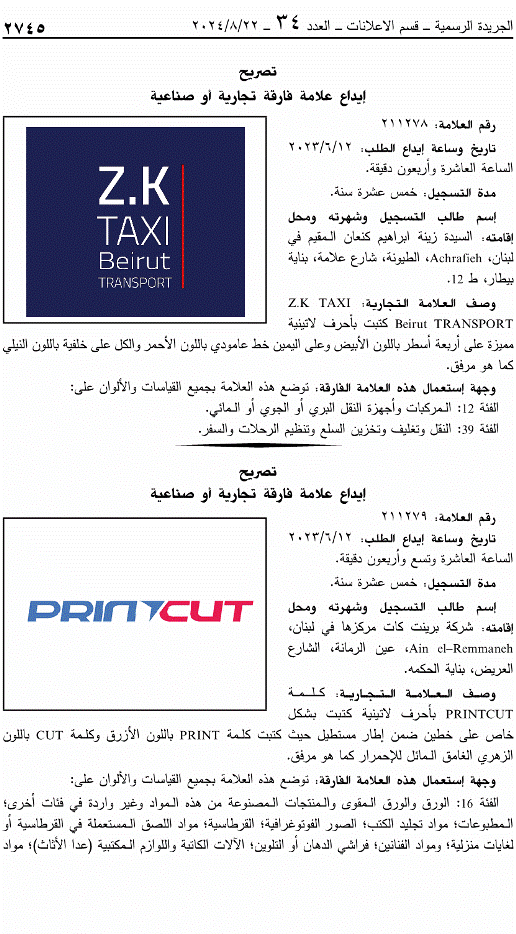 الجريدة الرسمية ــ قسم الاعلانات ــ العدد ٣٤ ــ ٢٠٢٤/٨/٢٢
٢٧٤٥
تصريح
إيداع علامة فارقة تجارية أو صناعية
رقم العلامة: ٢١١٢٧٨
تاريخ وساعة إيداع الطلب: ٢٠٢٣/٦/١٢
الساعة العاشرة وأربعون دقيقة.
مدة التسجيل: خمس عشرة سنة.
إسم طالب التسجيل وشهرته ومحل
إقامته: السيدة زينة ابراهيم كنعان المقيم في
لبنان، Achrafieh، الطيونة، شارع علامة، بناية
بيطار، ط 12.
وصف العلامة التجارية: Z.K TAXI
Beirut TRANSPORT كتبت بأحرف لاتينية
مميزة على أربعة أسطر باللون الأبيض وعلى اليمين خط عامودي باللون الأحمر والكل على خلفية باللون النيلي
كما هو مرفق.
Z.K
TAXI
Beirut
TRANSPORT
وجهة إستعمال هذه العلامة الفارقة: توضع هذه العلامة بجميع القياسات والألوان على:
الفئة 12: المركبات وأجهزة النقل البري أو الجوي أو المائي.
الفئة 39: النقل وتغليف وتخزين السلع وتنظيم الرحلات والسفر.
تصريح
إيداع علامة فارقة تجارية أو صناعية
رقم العلامة: ٢١١٢٧٩
تاريخ وساعة إيداع الطلب: ٢٠٢٣/٦/١٢
الساعة العاشرة وتسع وأربعون دقيقة.
مدة التسجيل: خمس عشرة سنة.
إسم طالب التسجيل وشهرته ومحل
إقامته: شركة برينت كات مركزها في لبنان،
Ain el–Remmaneh، عين الرمانة، الشارع
العريض، بناية الحكمه.
وصف العلامة التجارية: كلمة
PRINTCUT بأحرف لاتينية كتبت بشكل
خاص على خطين ضمن إطار مستطيل حيث كتبت كلمة PRINT باللون الأزرق وكلمة CUT باللون
الزهري الغامق المائل للإحمرار كما هو مرفق.
PRINTCUT
وجهة إستعمال هذه العلامة الفارقة: توضع هذه العلامة بجميع القياسات والألوان على:
الفئة 16: الورق والورق المقوى والمنتجات المصنوعة من هذه المواد وغير واردة في فئات أخرى؛
المطبوعات؛ مواد تجليد الكتب؛ الصور الفوتوغرافية؛ القرطاسية؛ مواد اللصق المستعملة في القرطاسية أو
لغايات منزلية؛ ومواد الفنانين؛ فراشي الدهان أو التلوين؛ الآلات الكاتبة واللوازم المكتبية (عدا الأثاث)؛ مواد